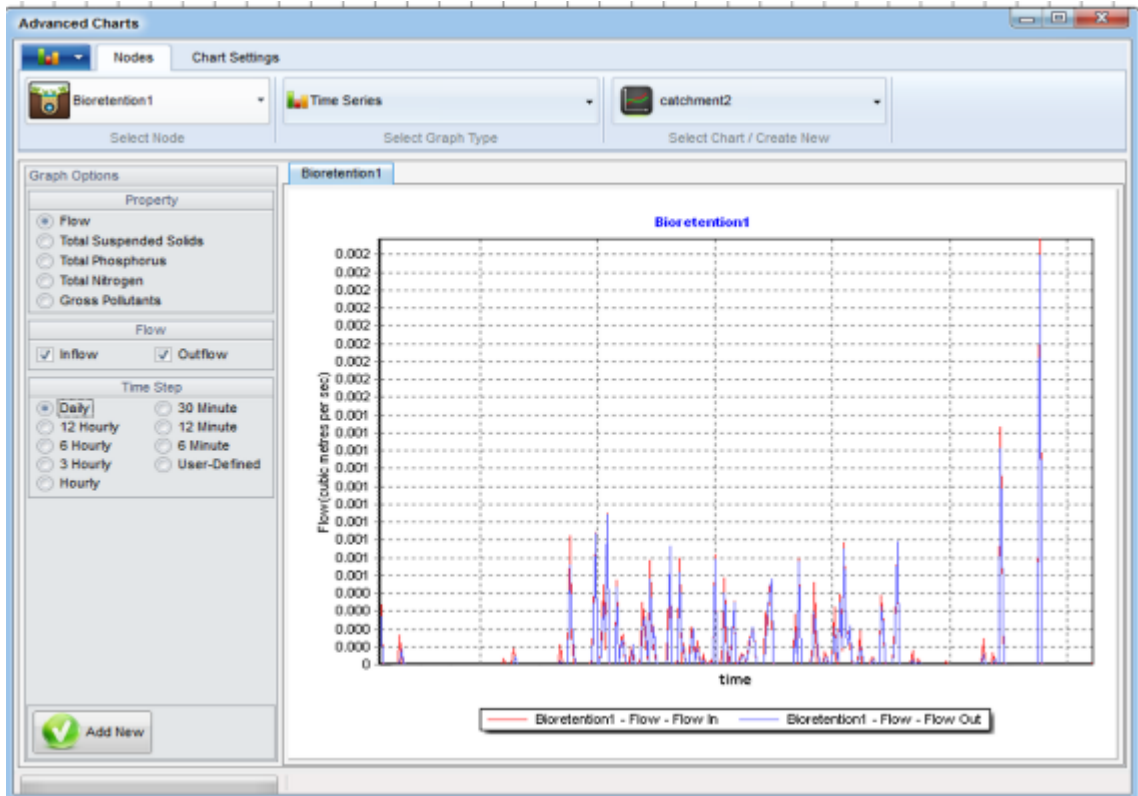 Advanced Charts
Nodes Chart Settings
Bioretention1 Time Series catchment2
Select Node Select Graph Type Select Chart / Create New
Graph Options
Property
Flow
Total Suspended Solids
Total Phosphorus
Total Nitrogen
Gross Pollutants
Flow
Inflow Outflow
Time Step
Daily 30 Minute
12 Hourly 12 Minute
6 Hourly 6 Minute
3 Hourly User-Defined
Hourly
Add New
Bioretention1
Bioretention1
Flow(cubic metres per sec)
0.002
0.002
0.002
0.002
0.002
0.002
0.002
0.002
0.002
0.001
0.001
0.001
0.001
0.001
0.001
0.001
0.001
0.001
0.001
0.000
0.000
0.000
0
time
Bioretention1 - Flow - Flow In Bioretention1 - Flow - Flow Out